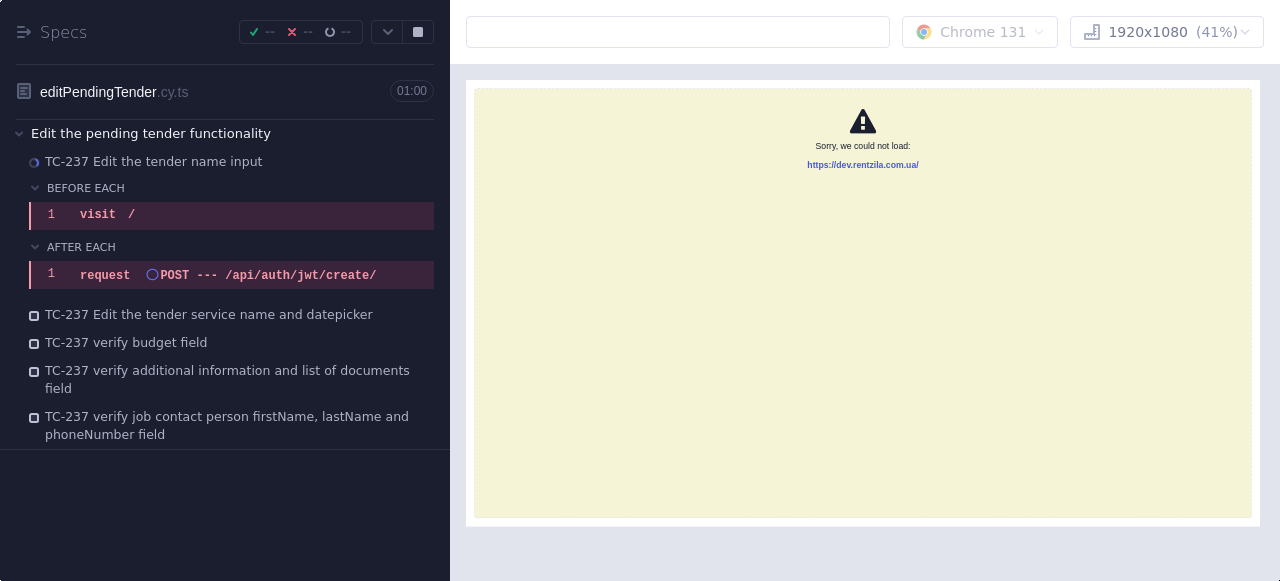 Specs
--
--
--
Chrome 131
1920x1080 (41%)
editPendingTender.cy.ts
01:00
Edit the pending tender functionality
TC-237 Edit the tender name input
BEFORE EACH
1 visit /
AFTER EACH
1 request POST --- /api/auth/jwt/create/
TC-237 Edit the tender service name and datepicker
TC-237 verify budget field
TC-237 verify additional information and list of documents
field
TC-237 verify job contact person firstName, lastName and
phoneNumber field
Sorry, we could not load:
https://dev.rentzila.com.ua/